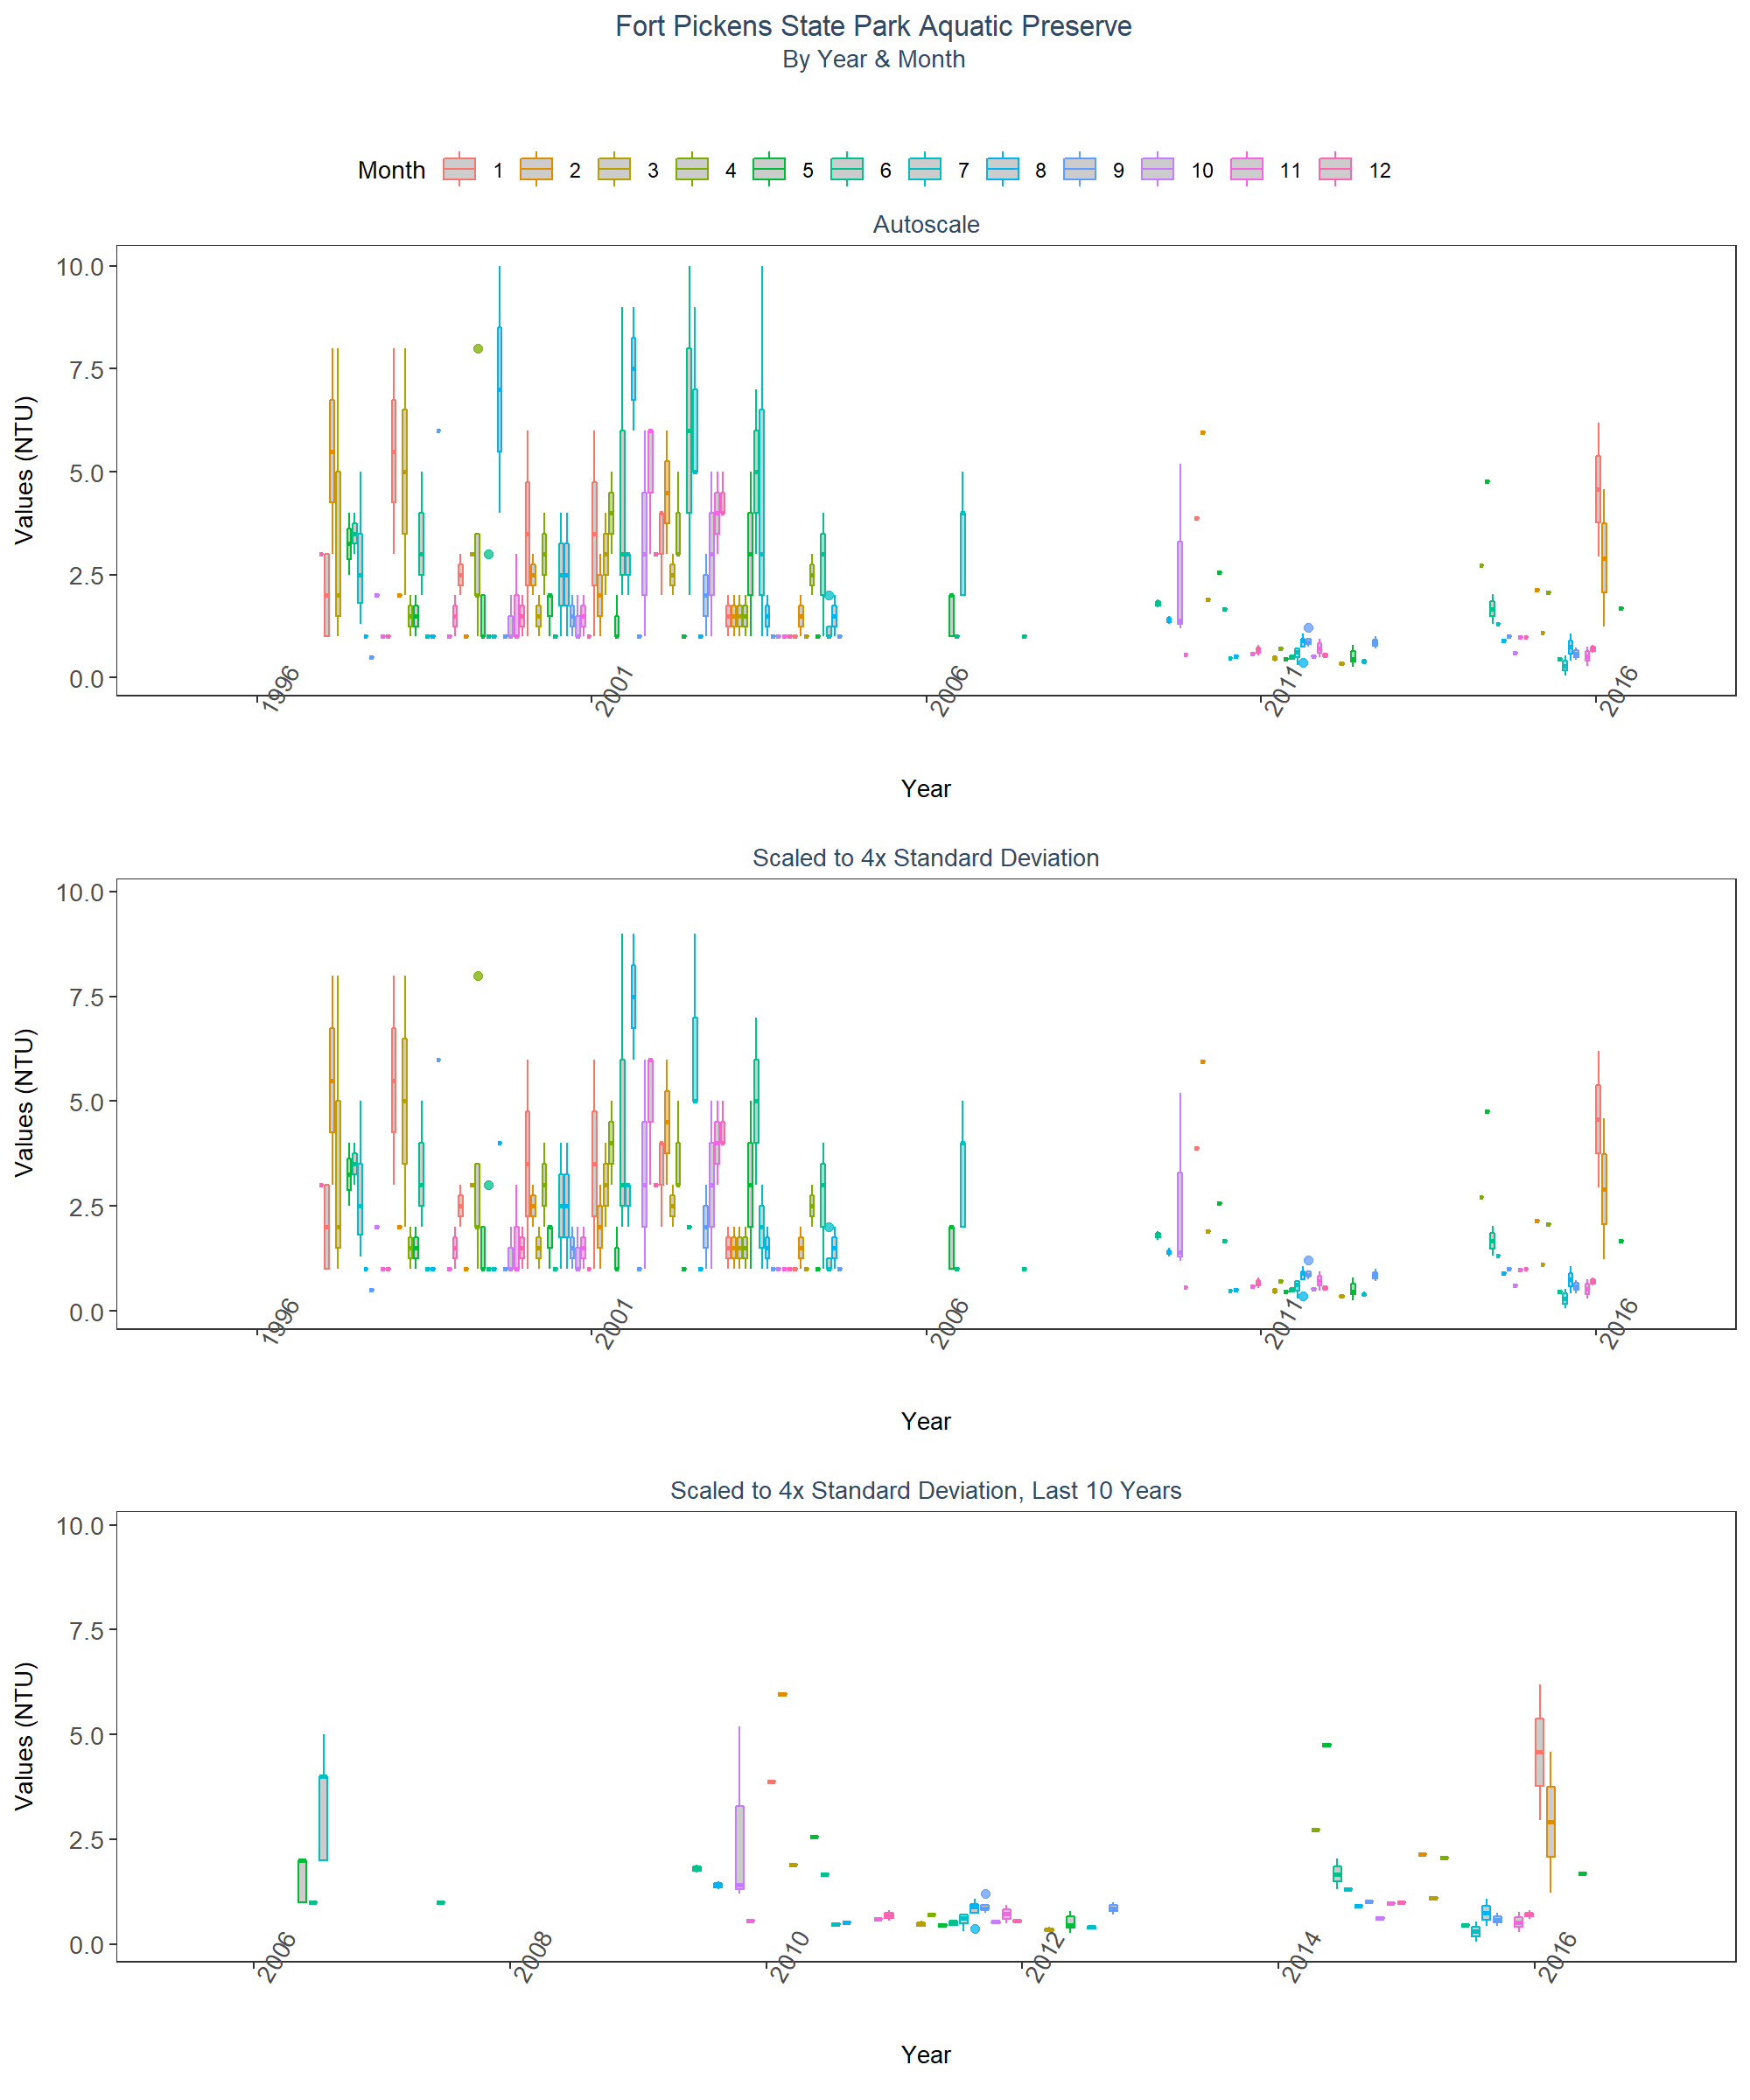 Fort Pickens State Park Aquatic Preserve
By Year & Month
Month 1 2 3 4 5 6 7 8 9 10 11 12
Autoscale
Values (NTU)
10.0
7.5
5.0
2.5
0.0
1996 2001 2006 2011 2016
Year
Scaled to 4x Standard Deviation
Values (NTU)
10.0
7.5
5.0
2.5
0.0
1996 2001 2006 2011 2016
Year
Scaled to 4x Standard Deviation, Last 10 Years
Values (NTU)
10.0
7.5
5.0
2.5
0.0
2006 2008 2010 2012 2014 2016
Year